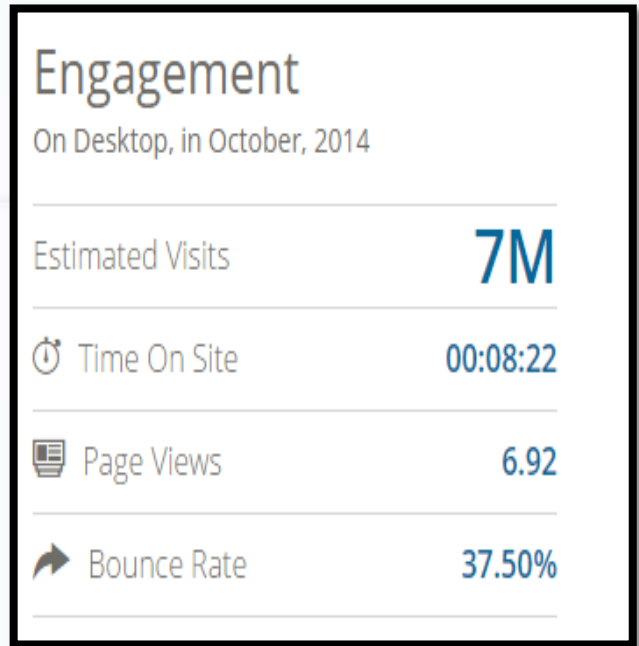 Engagement
On Desktop, in October, 2014
Estimated Visits 7M
Time On Site 00:08:22
Page Views 6.92
Bounce Rate 37.50%